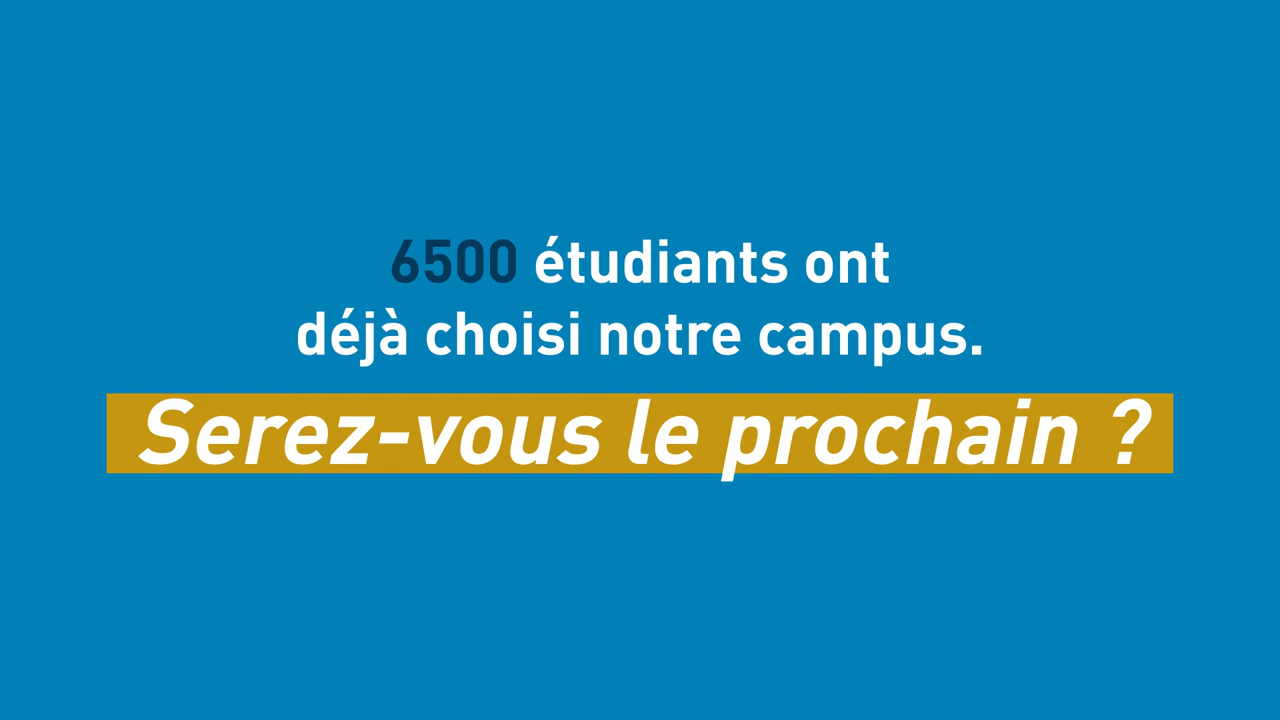 6500 étudiants ont
déjà choisi notre campus.
Serez-vous le prochain ?